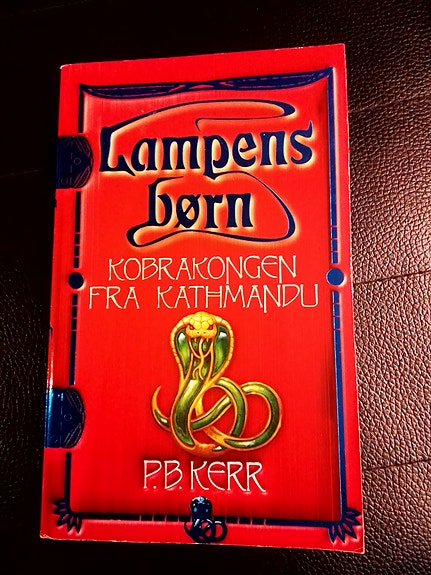 Lampens
børn
KOBRAKONGEN
FRA KATHMANDU
P.B. KERR